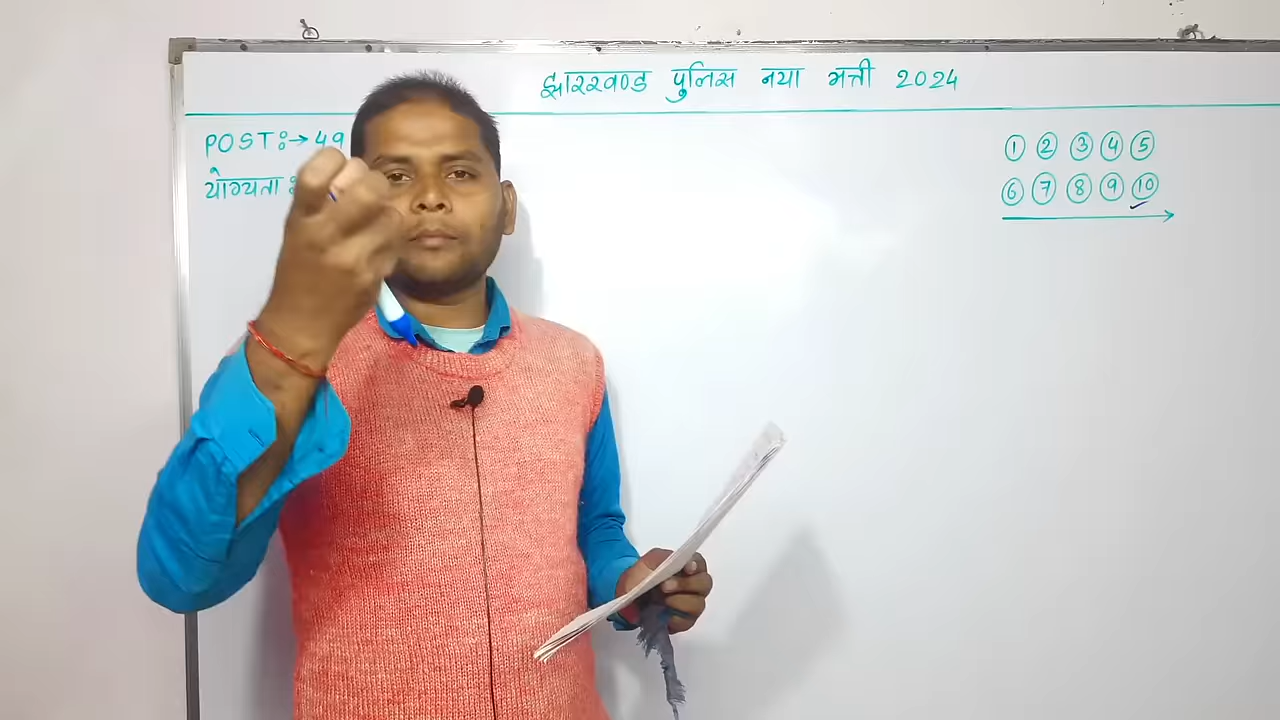 झारखण्ड पुलिस नया भर्ती 2024
POST :→ 49
योग्यता :
① ② ③ ④ ⑤
⑥ ⑦ ⑧ ⑨ ⑩